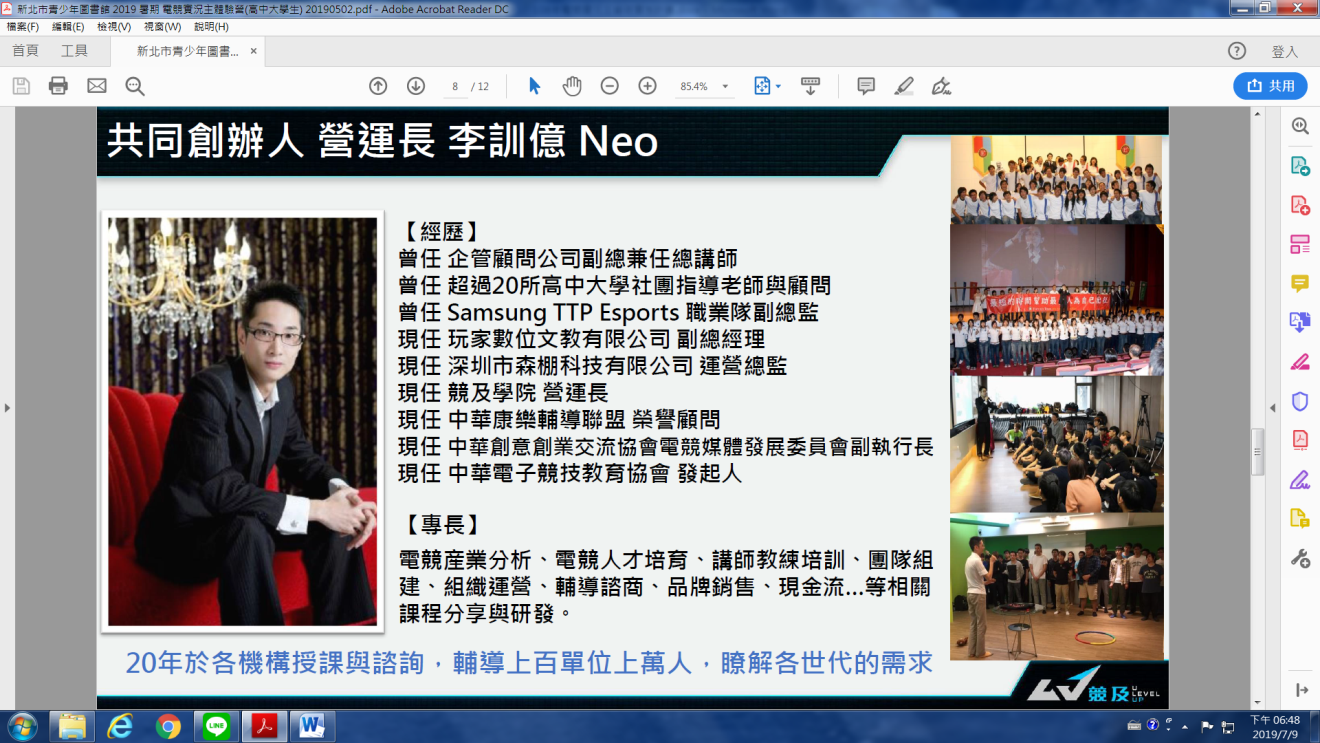 新北市青少年圖書館 2019 暑期 電競實況主體驗營(高中大學生) 20190502.pdf - Adobe Acrobat Reader DC
檔案(F) 編輯(E) 檢視(V) 視窗(W) 說明(H)
首頁 工具 新北市青少年圖書... × 登入
8 / 12 85.4% 共用
共同創辦人 營運長 李訓億 Neo
【經歷】
曾任 企管顧問公司副總兼任總講師
曾任 超過20所高中大學社團指導老師與顧問
曾任 Samsung TTP Esports 職業隊副總監
現任 玩家數位文教有限公司 副總經理
現任 深圳市森棚科技有限公司 運營總監
現任 競及學院 營運長
現任 中華康樂輔導聯盟 榮譽顧問
現任 中華創意創業交流協會電競媒體發展委員會副執行長
現任 中華電子競技教育協會 發起人
【專長】
電競産業分析、電競人才培育、講師教練培訓、團隊組
建、組織運營、輔導諮商、品牌銷售、現金流...等相關
課程分享與研發。
20年於各機構授課與諮詢，輔導上百單位上萬人，瞭解各世代的需求
競及 U LEVEL UP
LINE
下午 06:48
2019/7/9